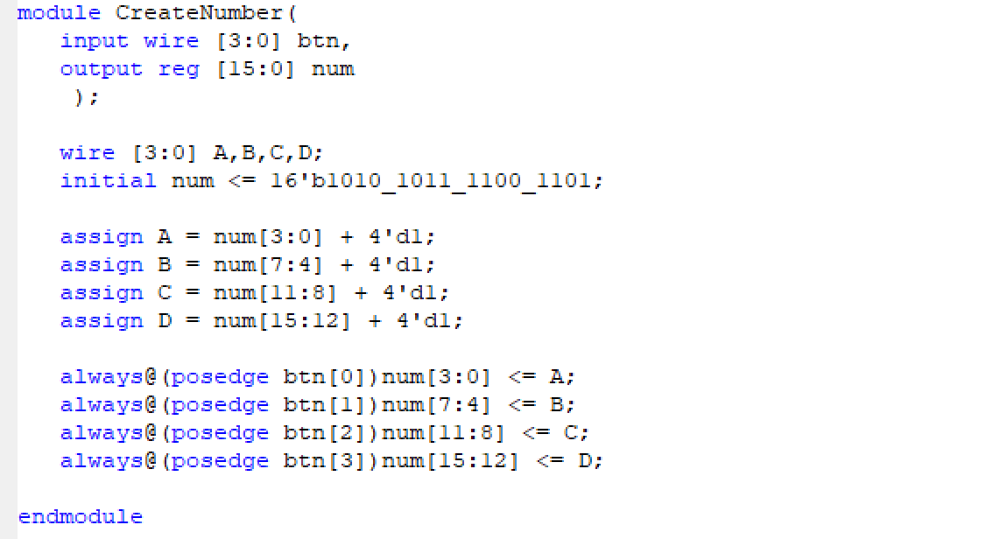 module CreateNumber(
input wire [3:0] btn,
output reg [15:0] num
);
wire [3:0] A,B,C,D;
initial num <= 16'b1010_1011_1100_1101;
assign A = num[3:0] + 4'd1;
assign B = num[7:4] + 4'd1;
assign C = num[11:8] + 4'd1;
assign D = num[15:12] + 4'd1;
always@(posedge btn[0])num[3:0] <= A;
always@(posedge btn[1])num[7:4] <= B;
always@(posedge btn[2])num[11:8] <= C;
always@(posedge btn[3])num[15:12] <= D;
endmodule